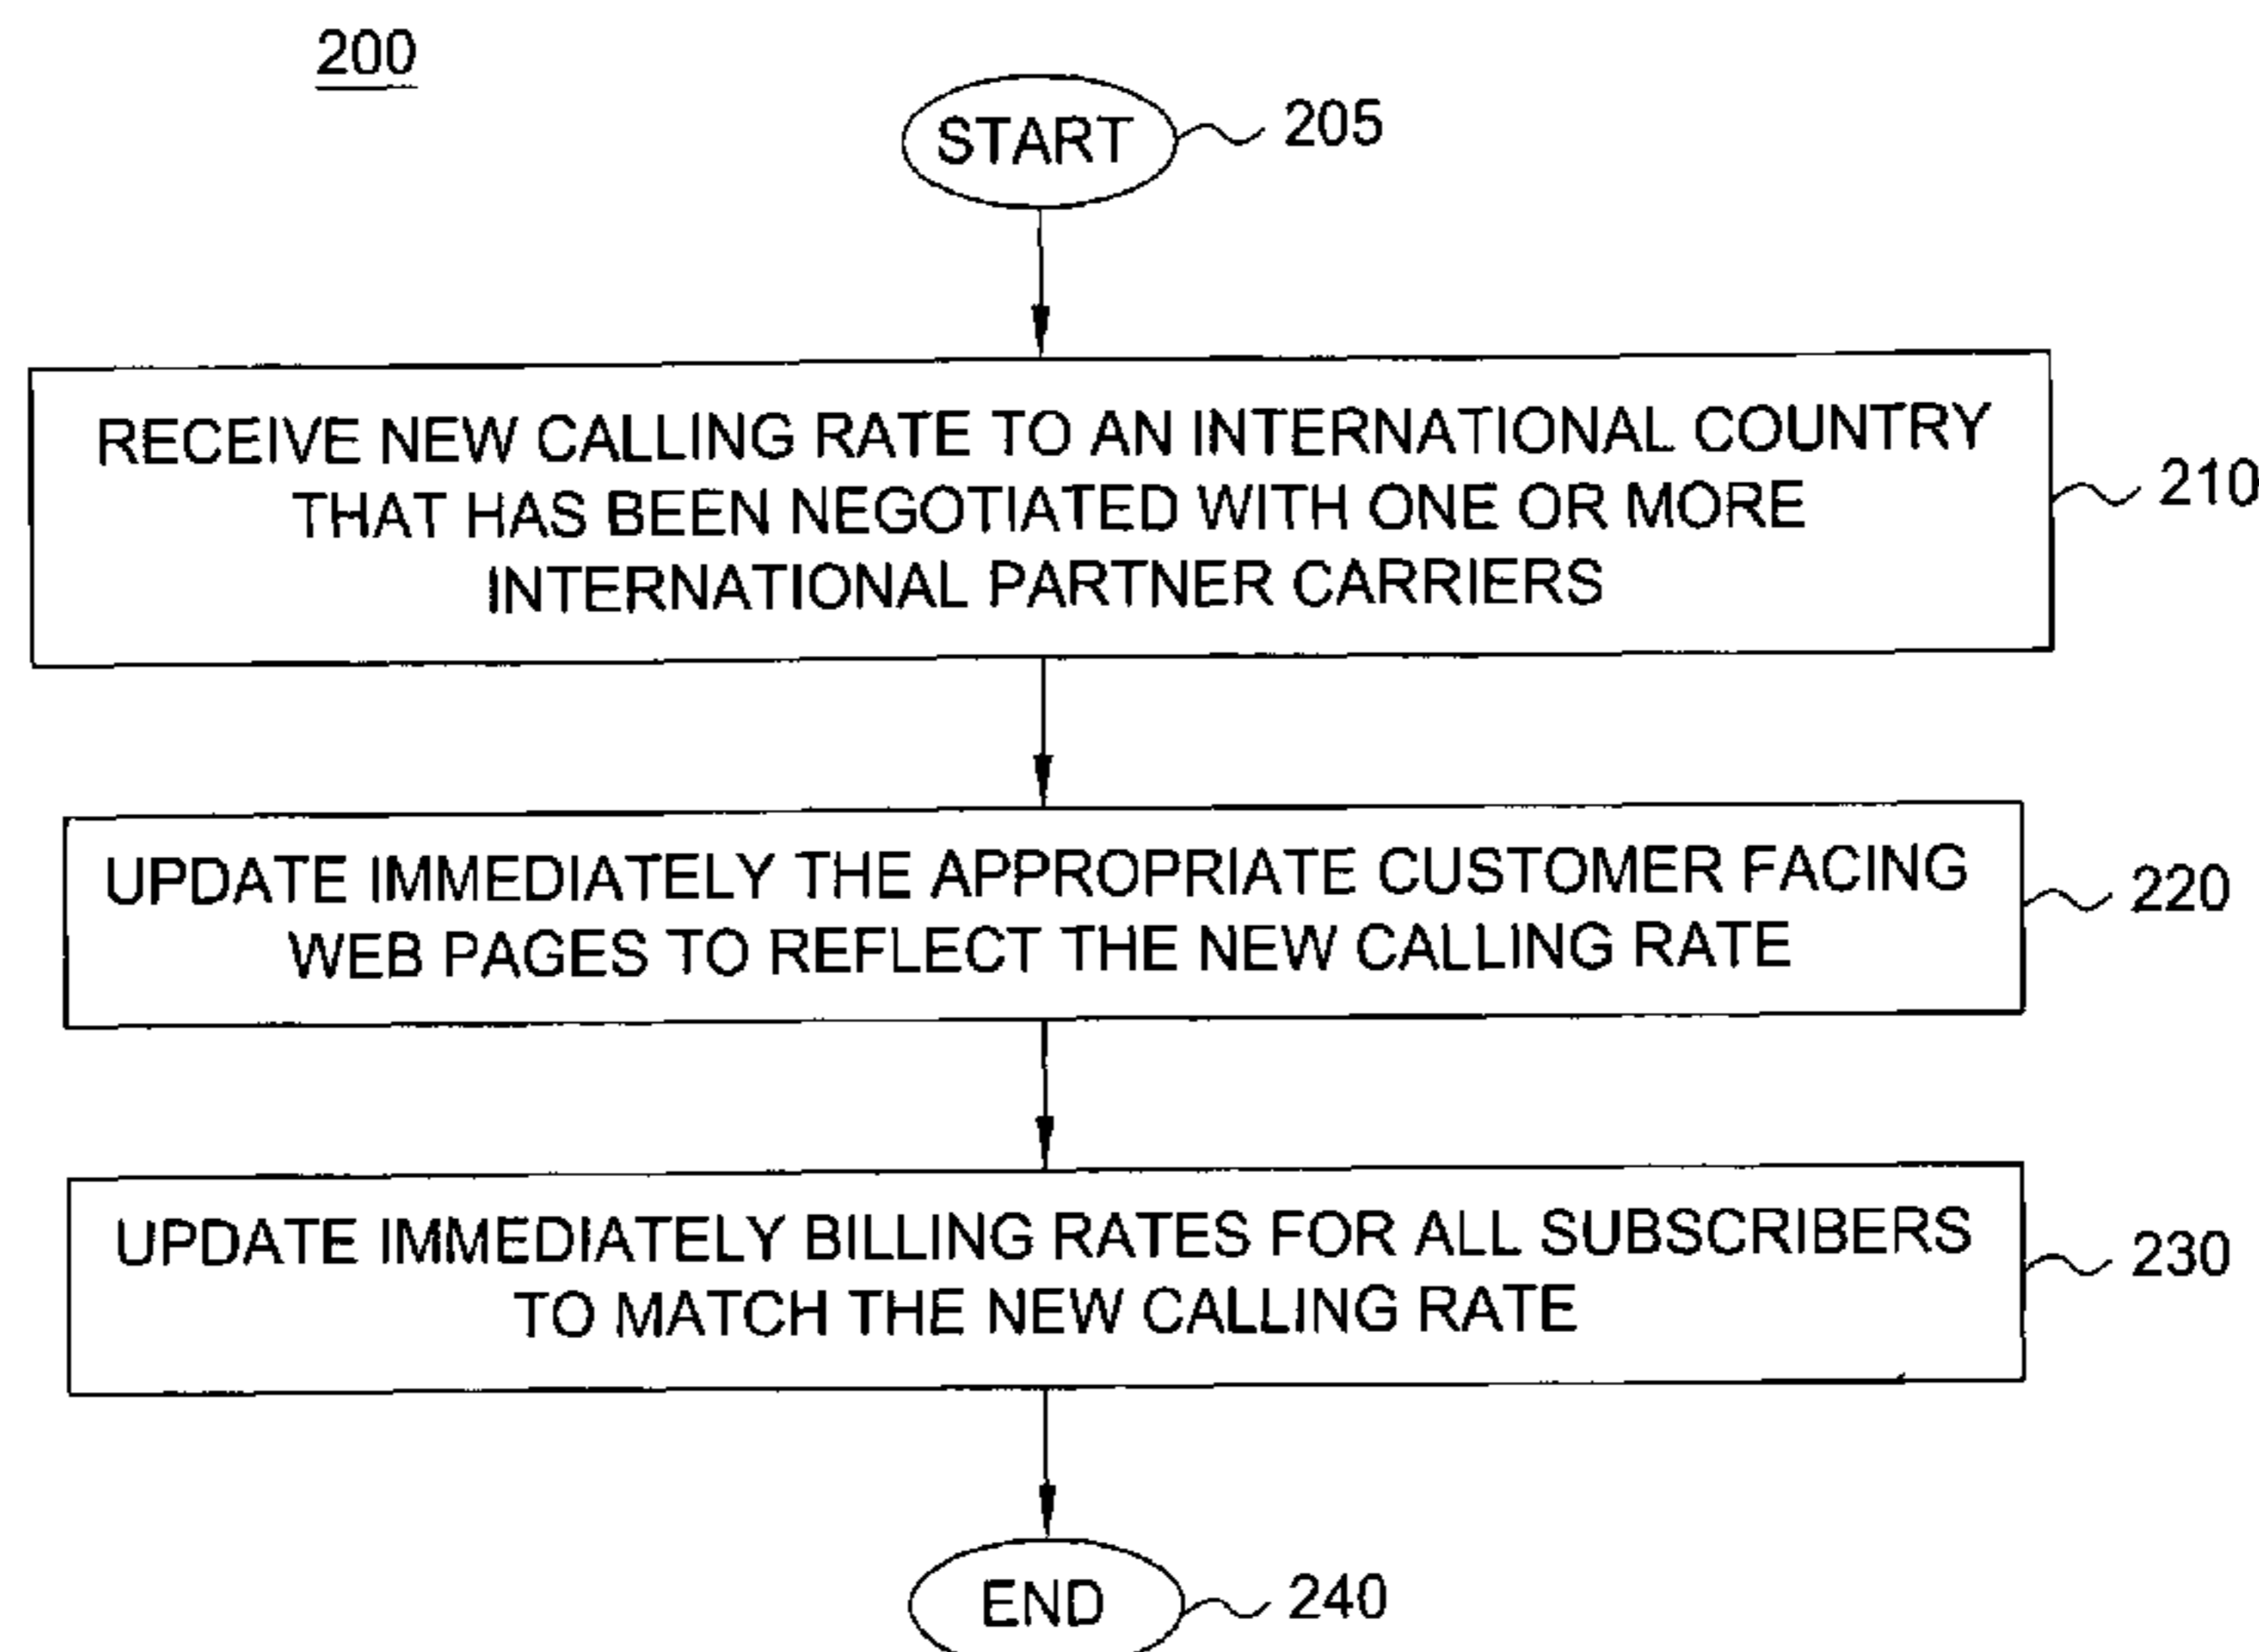 200
START
205
RECEIVE NEW CALLING RATE TO AN INTERNATIONAL COUNTRY
THAT HAS BEEN NEGOTIATED WITH ONE OR MORE
INTERNATIONAL PARTNER CARRIERS
210
UPDATE IMMEDIATELY THE APPROPRIATE CUSTOMER FACING
WEB PAGES TO REFLECT THE NEW CALLING RATE
220
UPDATE IMMEDIATELY BILLING RATES FOR ALL SUBSCRIBERS
TO MATCH THE NEW CALLING RATE
230
END
240